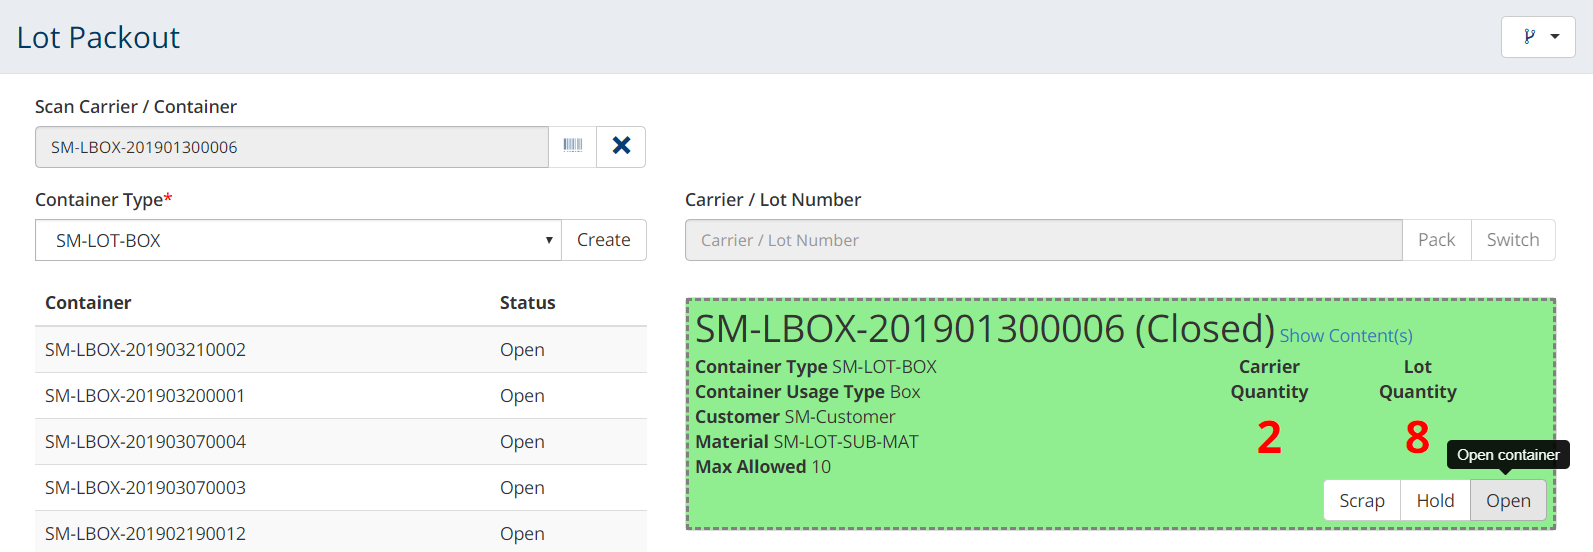 Lot Packout
Scan Carrier / Container
SM-LBOX-201901300006
Container Type*
SM-LOT-BOX
Create
Carrier / Lot Number
Carrier / Lot Number
Pack
Switch
Container Status
SM-LBOX-201903210002 Open
SM-LBOX-201903200001 Open
SM-LBOX-201903070004 Open
SM-LBOX-201903070003 Open
SM-LBOX-201902190012 Open
SM-LBOX-201901300006 (Closed) Show Content(s)
Container Type SM-LOT-BOX
Container Usage Type Box
Customer SM-Customer
Material SM-LOT-SUB-MAT
Max Allowed 10
Carrier
Quantity
2
Lot
Quantity
8
Open container
Scrap
Hold
Open